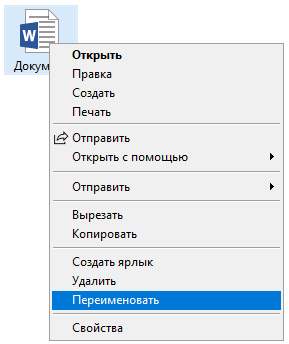 W
Докум
Открыть
Правка
Создать
Печать
Отправить
Открыть с помощью
Отправить
Вырезать
Копировать
Создать ярлык
Удалить
Переименовать
Свойства